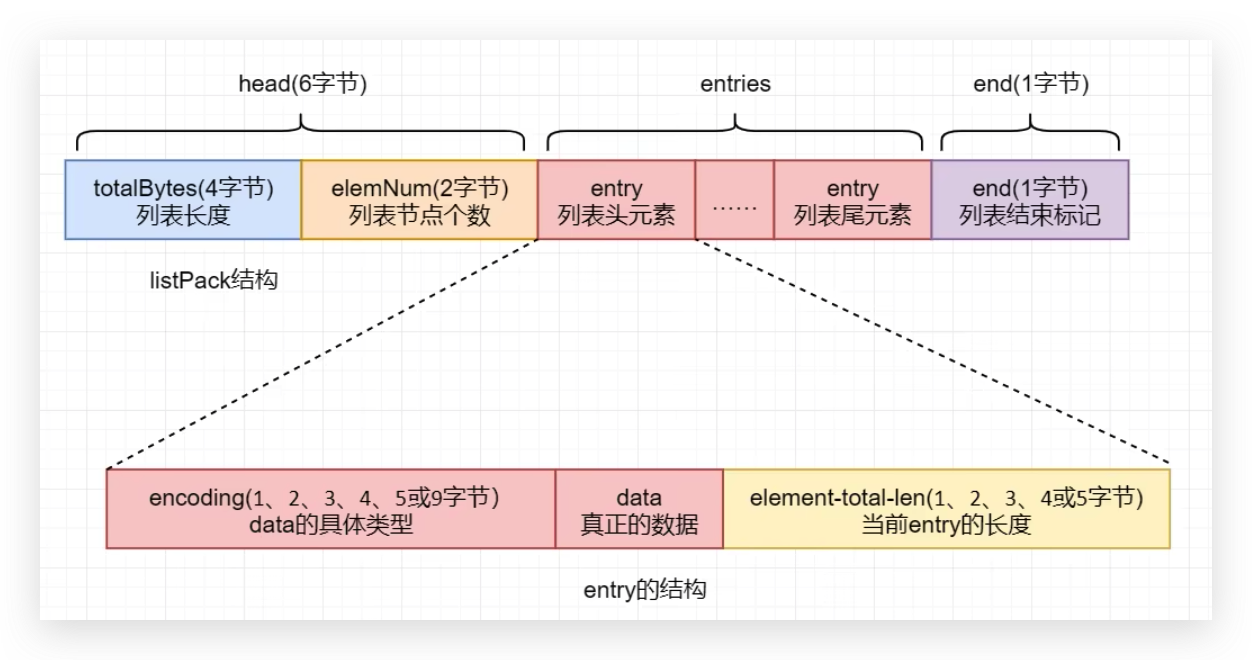 head(6字节)
entries
end(1字节)
totalBytes(4字节)
列表长度
elemNum(2字节)
列表节点个数
entry
列表头元素
......
entry
列表尾元素
end(1字节)
列表结束标记
listPack结构
encoding(1、2、3、4、5或9字节)
data的具体类型
data
真正的数据
element-total-len(1、2、3、4或5字节)
当前entry的长度
entry的结构